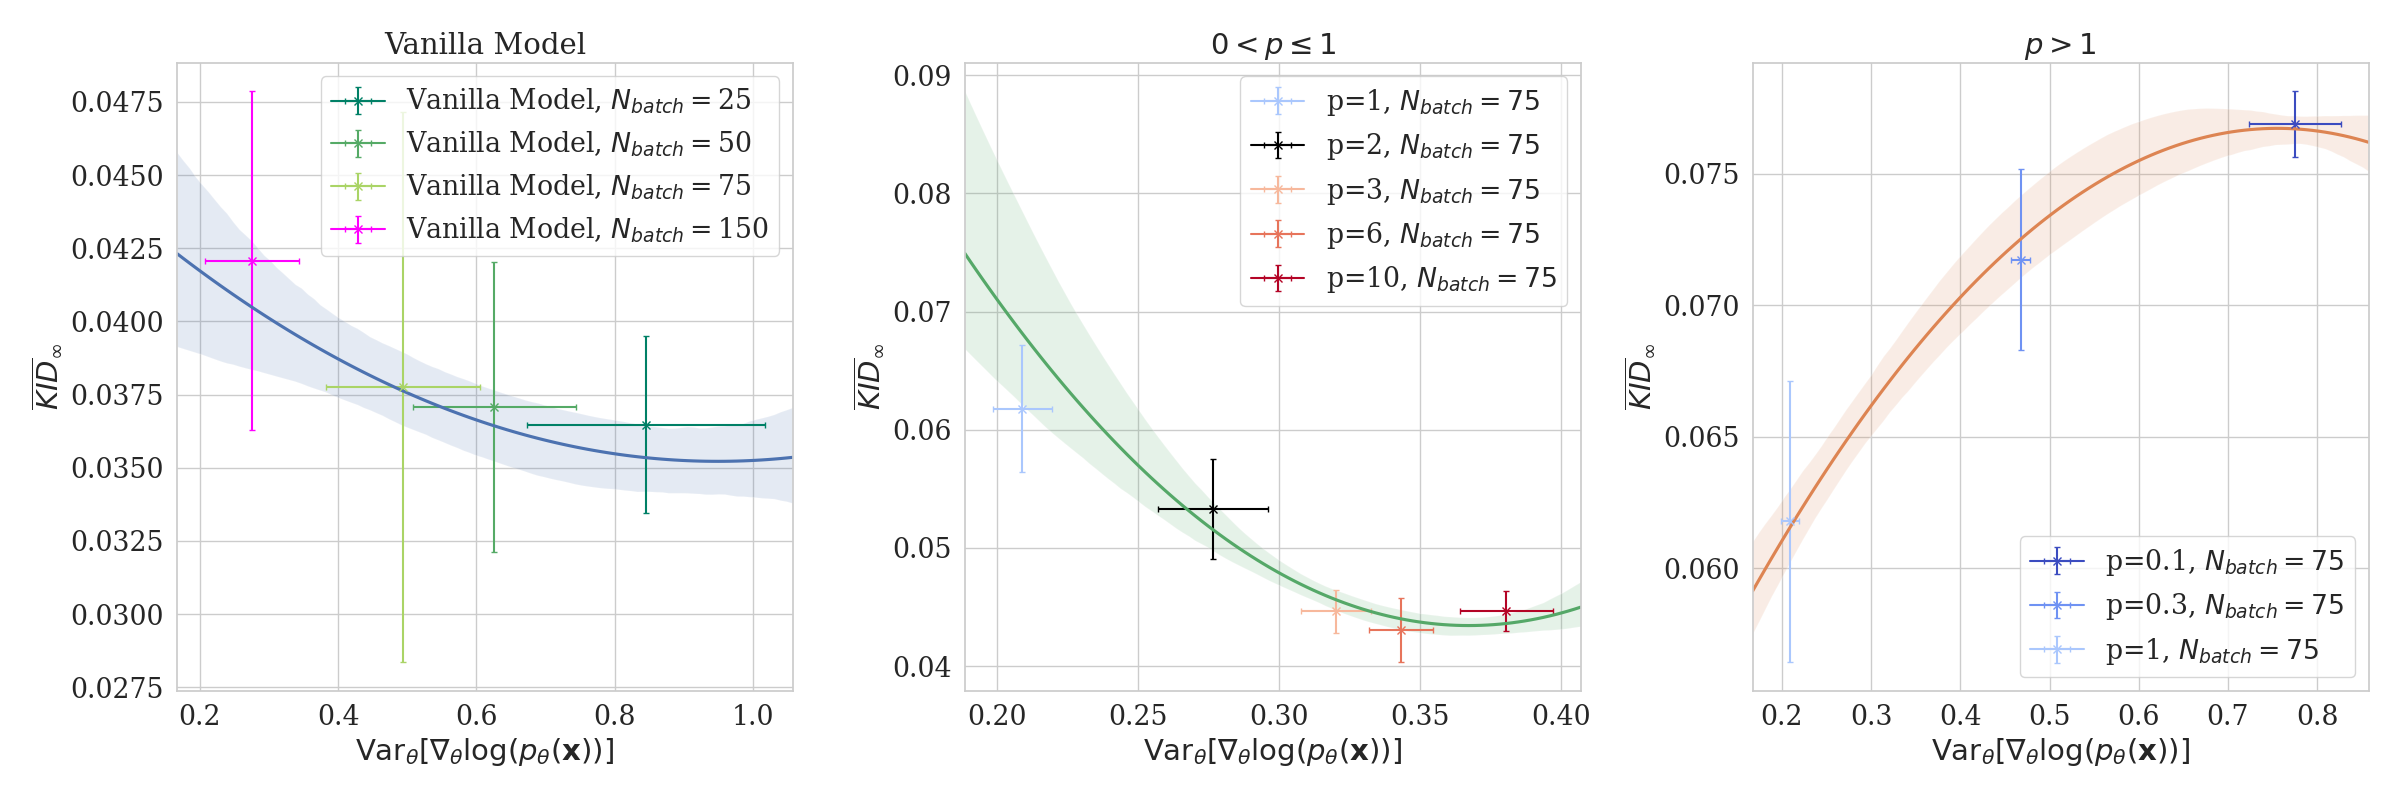 Vanilla Model
Vanilla Model, N_batch = 25
Vanilla Model, N_batch = 50
Vanilla Model, N_batch = 75
Vanilla Model, N_batch = 150
0.0475
0.0450
0.0425
0.0400
0.0375
0.0350
0.0325
0.0300
0.0275
K̅I̅D̅_∞
0.2 0.4 0.6 0.8 1.0
Var_θ[∇_θ log(p_θ(𝐱))]
0 < p ≤ 1
p=1, N_batch = 75
p=2, N_batch = 75
p=3, N_batch = 75
p=6, N_batch = 75
p=10, N_batch = 75
0.09
0.08
0.07
0.06
0.05
0.04
K̅I̅D̅_∞
0.20 0.25 0.30 0.35 0.40
Var_θ[∇_θ log(p_θ(𝐱))]
p > 1
0.075
0.070
0.065
0.060
K̅I̅D̅_∞
p=0.1, N_batch = 75
p=0.3, N_batch = 75
p=1, N_batch = 75
0.2 0.3 0.4 0.5 0.6 0.7 0.8
Var_θ[∇_θ log(p_θ(𝐱))]